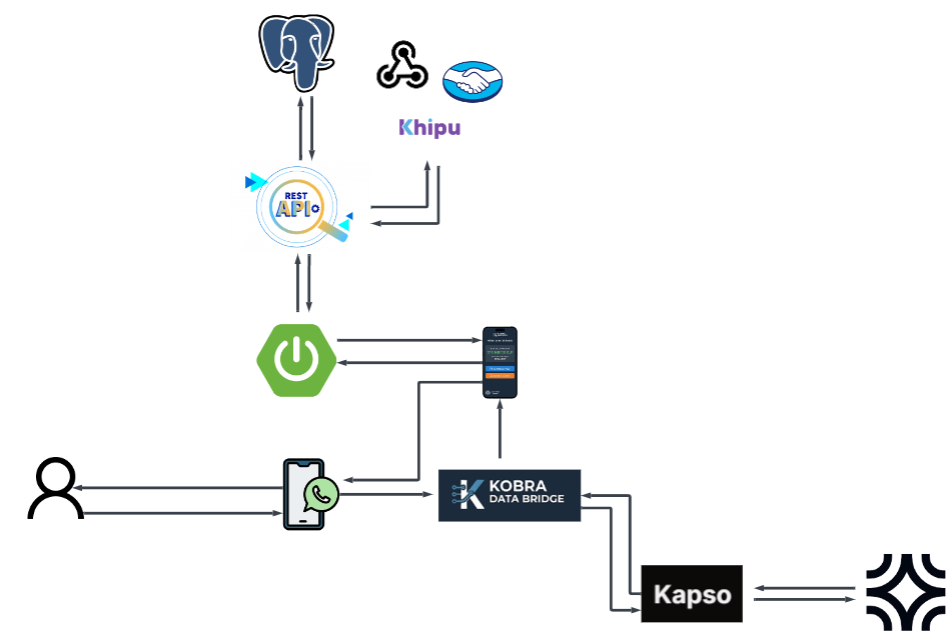 Khipu
REST
API
KOBRA
DATA BRIDGE
Kapso